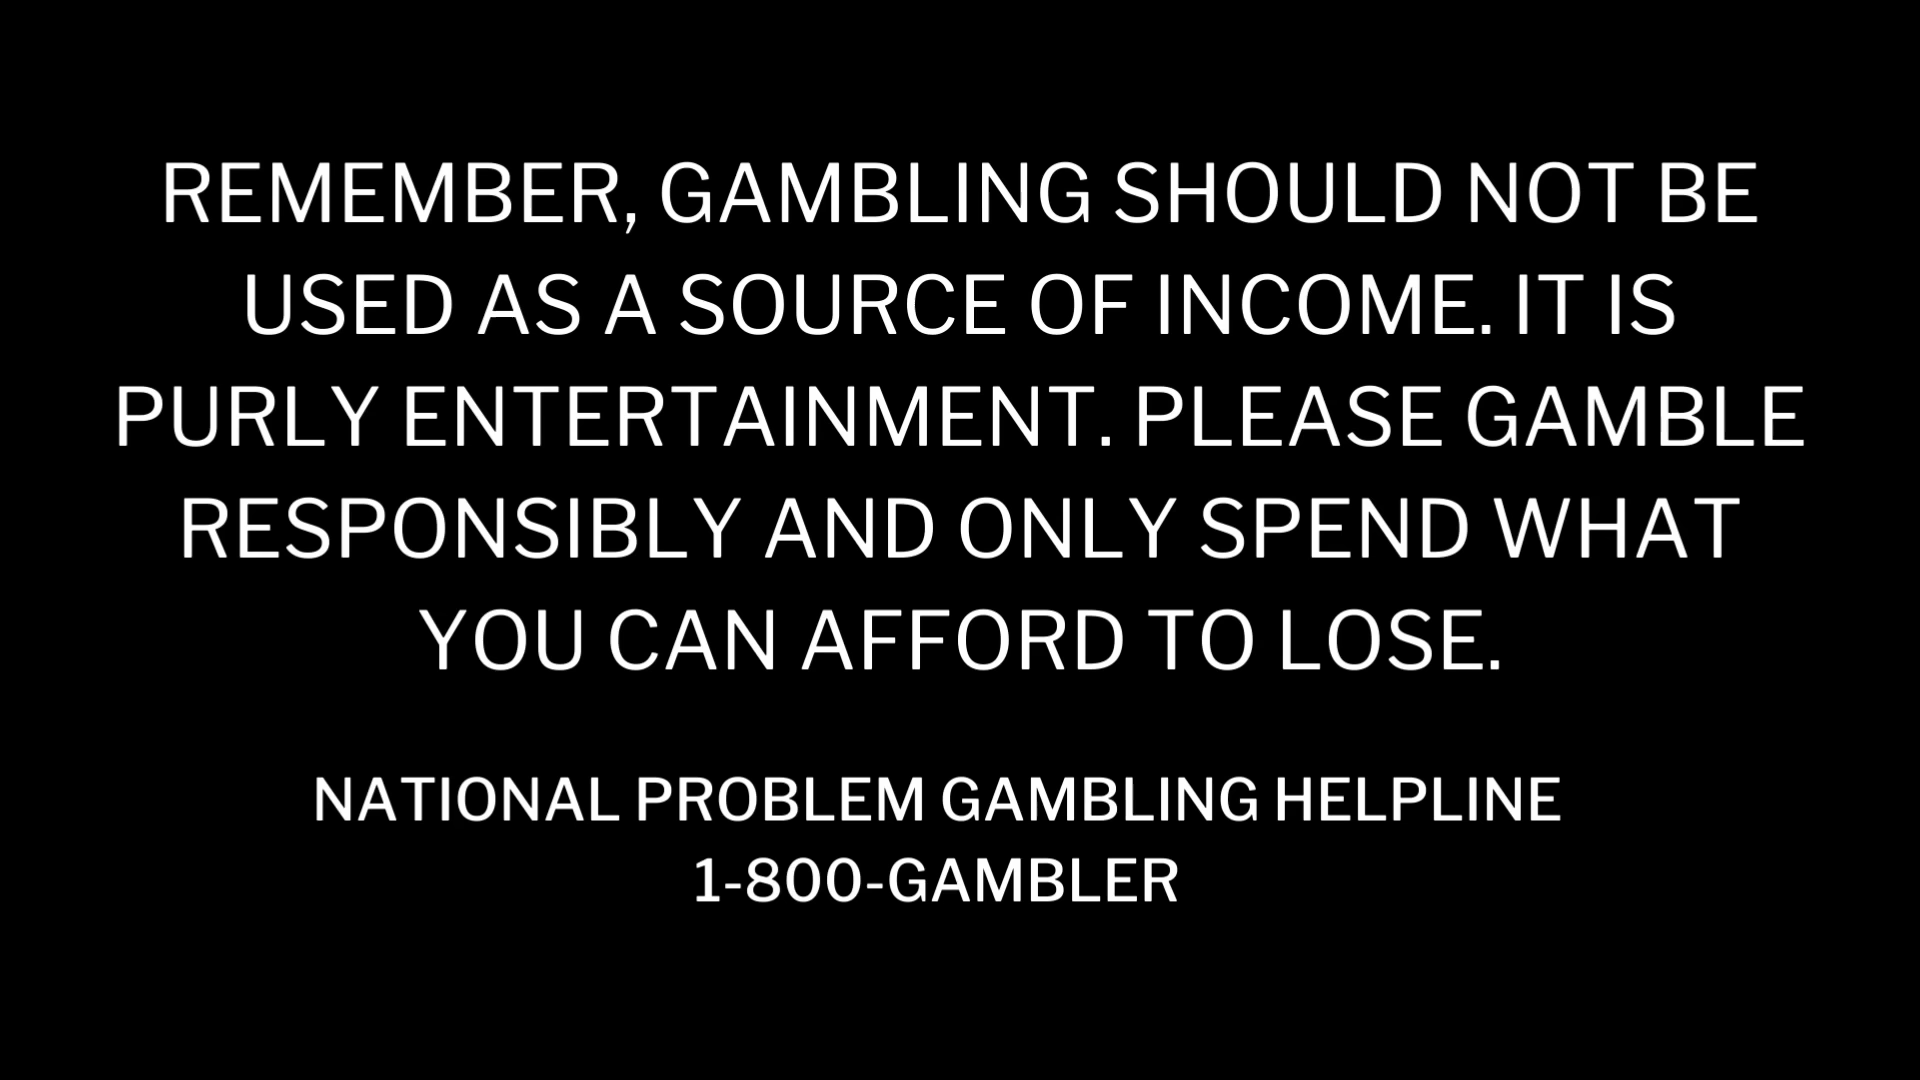 REMEMBER, GAMBLING SHOULD NOT BE
USED AS A SOURCE OF INCOME. IT IS
PURLY ENTERTAINMENT. PLEASE GAMBLE
RESPONSIBLY AND ONLY SPEND WHAT
YOU CAN AFFORD TO LOSE.
NATIONAL PROBLEM GAMBLING HELPLINE
1-800-GAMBLER